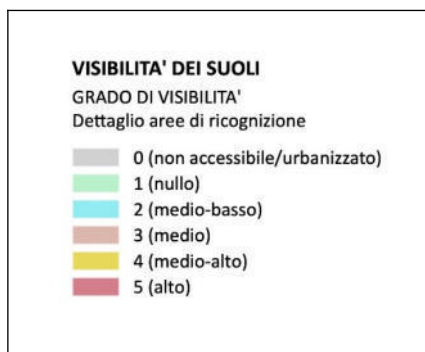 VISIBILITA' DEI SUOLI
GRADO DI VISIBILITA'
Dettaglio aree di ricognizione
0 (non accessibile/urbanizzato)
1 (nullo)
2 (medio-basso)
3 (medio)
4 (medio-alto)
5 (alto)